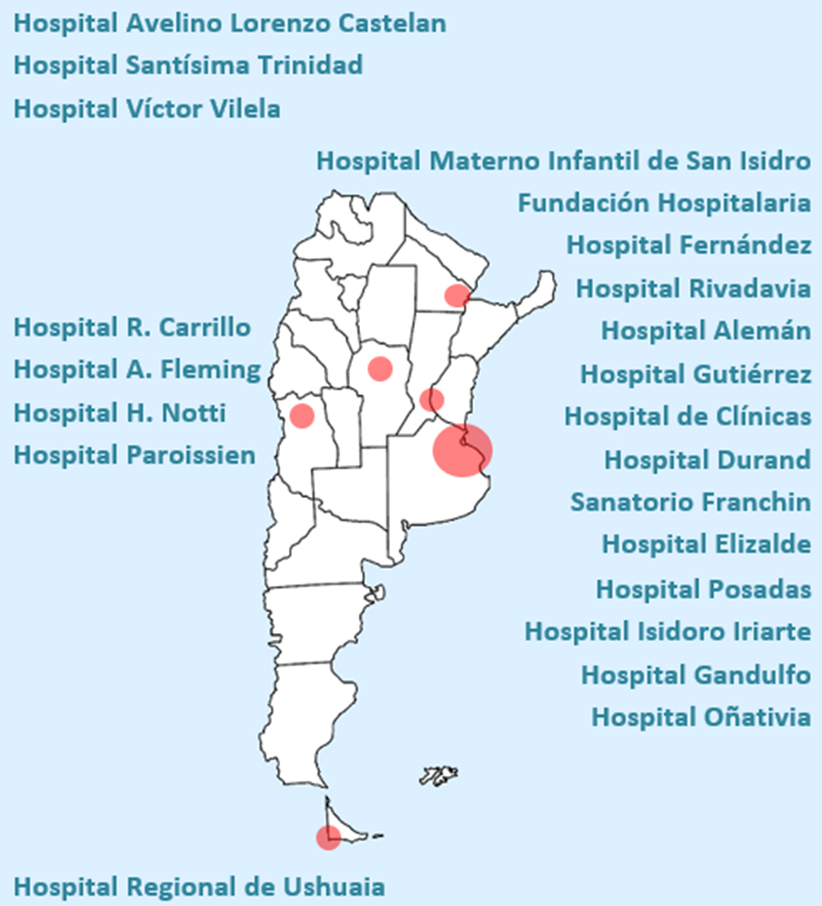 Hospital Avelino Lorenzo Castelan
Hospital Santísima Trinidad
Hospital Víctor Vilela
Hospital Materno Infantil de San Isidro
Fundación Hospitalaria
Hospital Fernández
Hospital Rivadavia
Hospital Alemán
Hospital Gutiérrez
Hospital de Clínicas
Hospital Durand
Sanatorio Franchin
Hospital Elizalde
Hospital Posadas
Hospital Isidoro Iriarte
Hospital Gandulfo
Hospital Oñativia
Hospital R. Carrillo
Hospital A. Fleming
Hospital H. Notti
Hospital Paroissien
Hospital Regional de Ushuaia